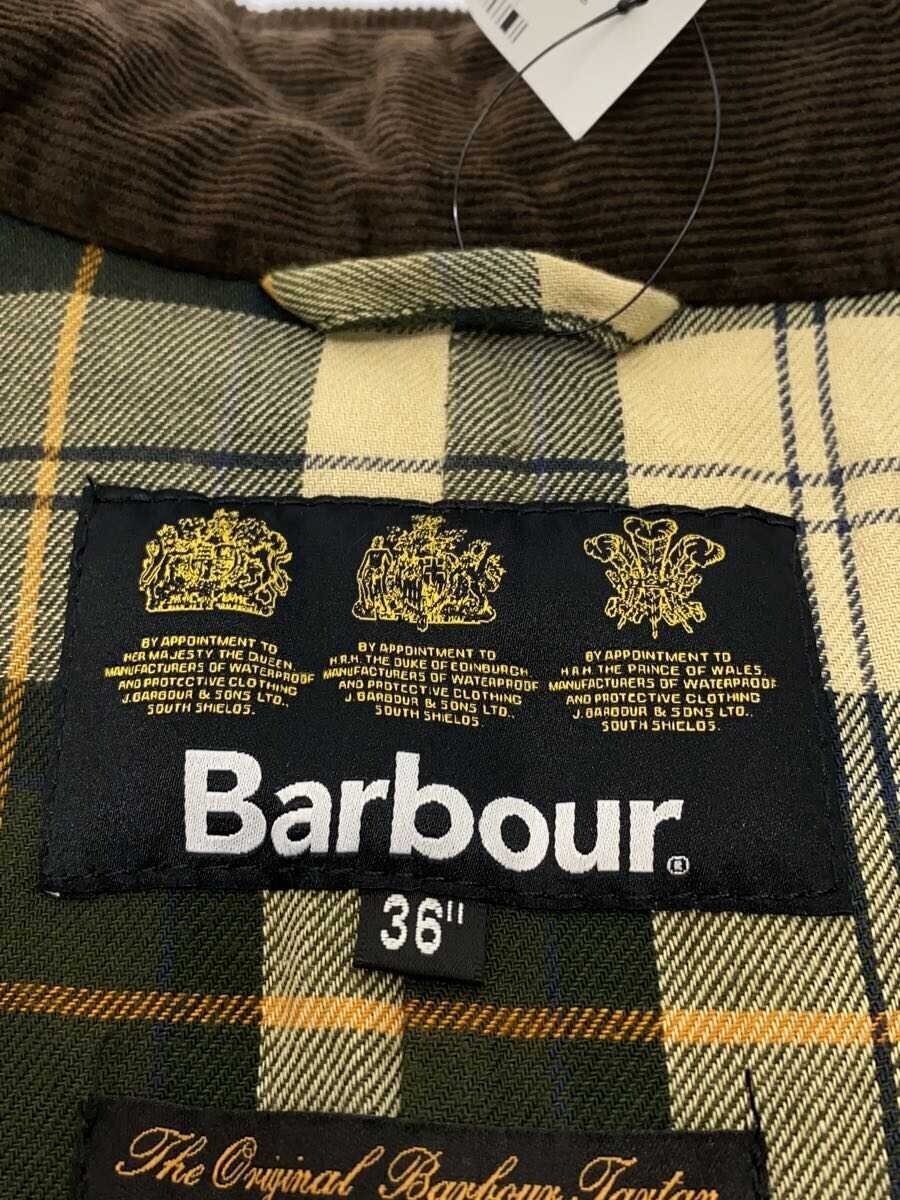 BY APPOINTMENT TO
HER MAJESTY THE QUEEN
MANUFACTURERS OF WATERPROOF
AND PROTECTIVE CLOTHING
J. BARBOUR & SONS LTD.,
SOUTH SHIELDS.
BY APPOINTMENT TO
H.R.H. THE DUKE OF EDINBURGH
MANUFACTURERS OF WATERPROOF
AND PROTECTIVE CLOTHING
J. BARBOUR & SONS LTD.,
SOUTH SHIELDS.
BY APPOINTMENT TO
H.R.H. THE PRINCE OF WALES
MANUFACTURERS OF WATERPROOF
AND PROTECTIVE CLOTHING
J. BARBOUR & SONS LTD.,
SOUTH SHIELDS.
Barbour®
36"
The Original Barbour Tartan